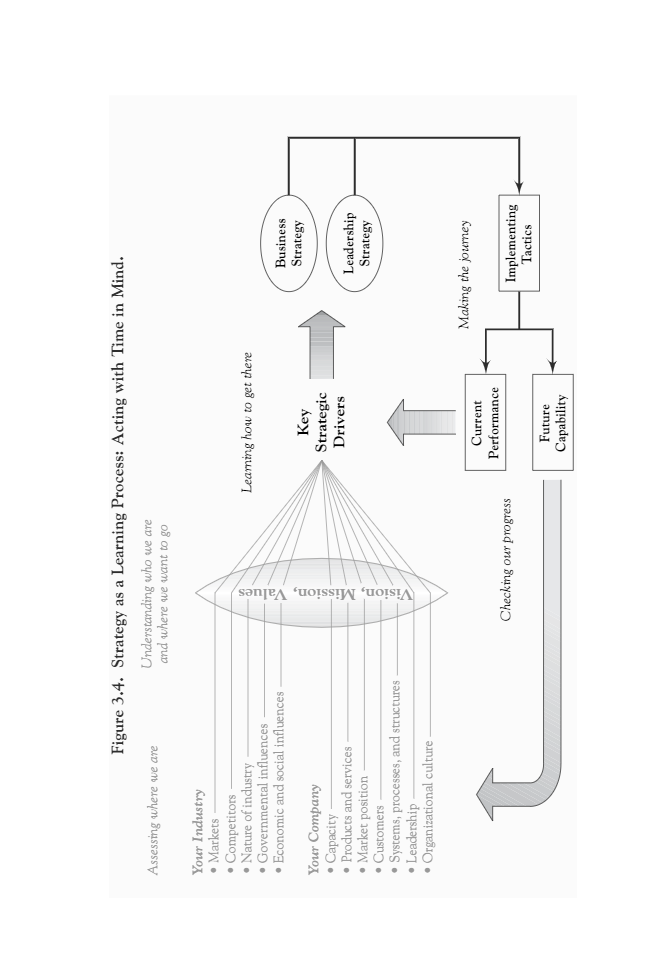 Figure 3.4. Strategy as a Learning Process: Acting with Time in Mind.
Assessing where we are
Understanding who we are
and where we want to go
Your Industry
• Markets
• Competitors
• Nature of industry
• Governmental influences
• Economic and social influences
Your Company
• Capacity
• Products and services
• Market position
• Customers
• Systems, processes, and structures
• Leadership
• Organizational culture
Vision, Mission, Values
Learning how to get there
Key
Strategic
Drivers
Business
Strategy
Leadership
Strategy
Making the journey
Implementing
Tactics
Current
Performance
Future
Capability
Checking our progress